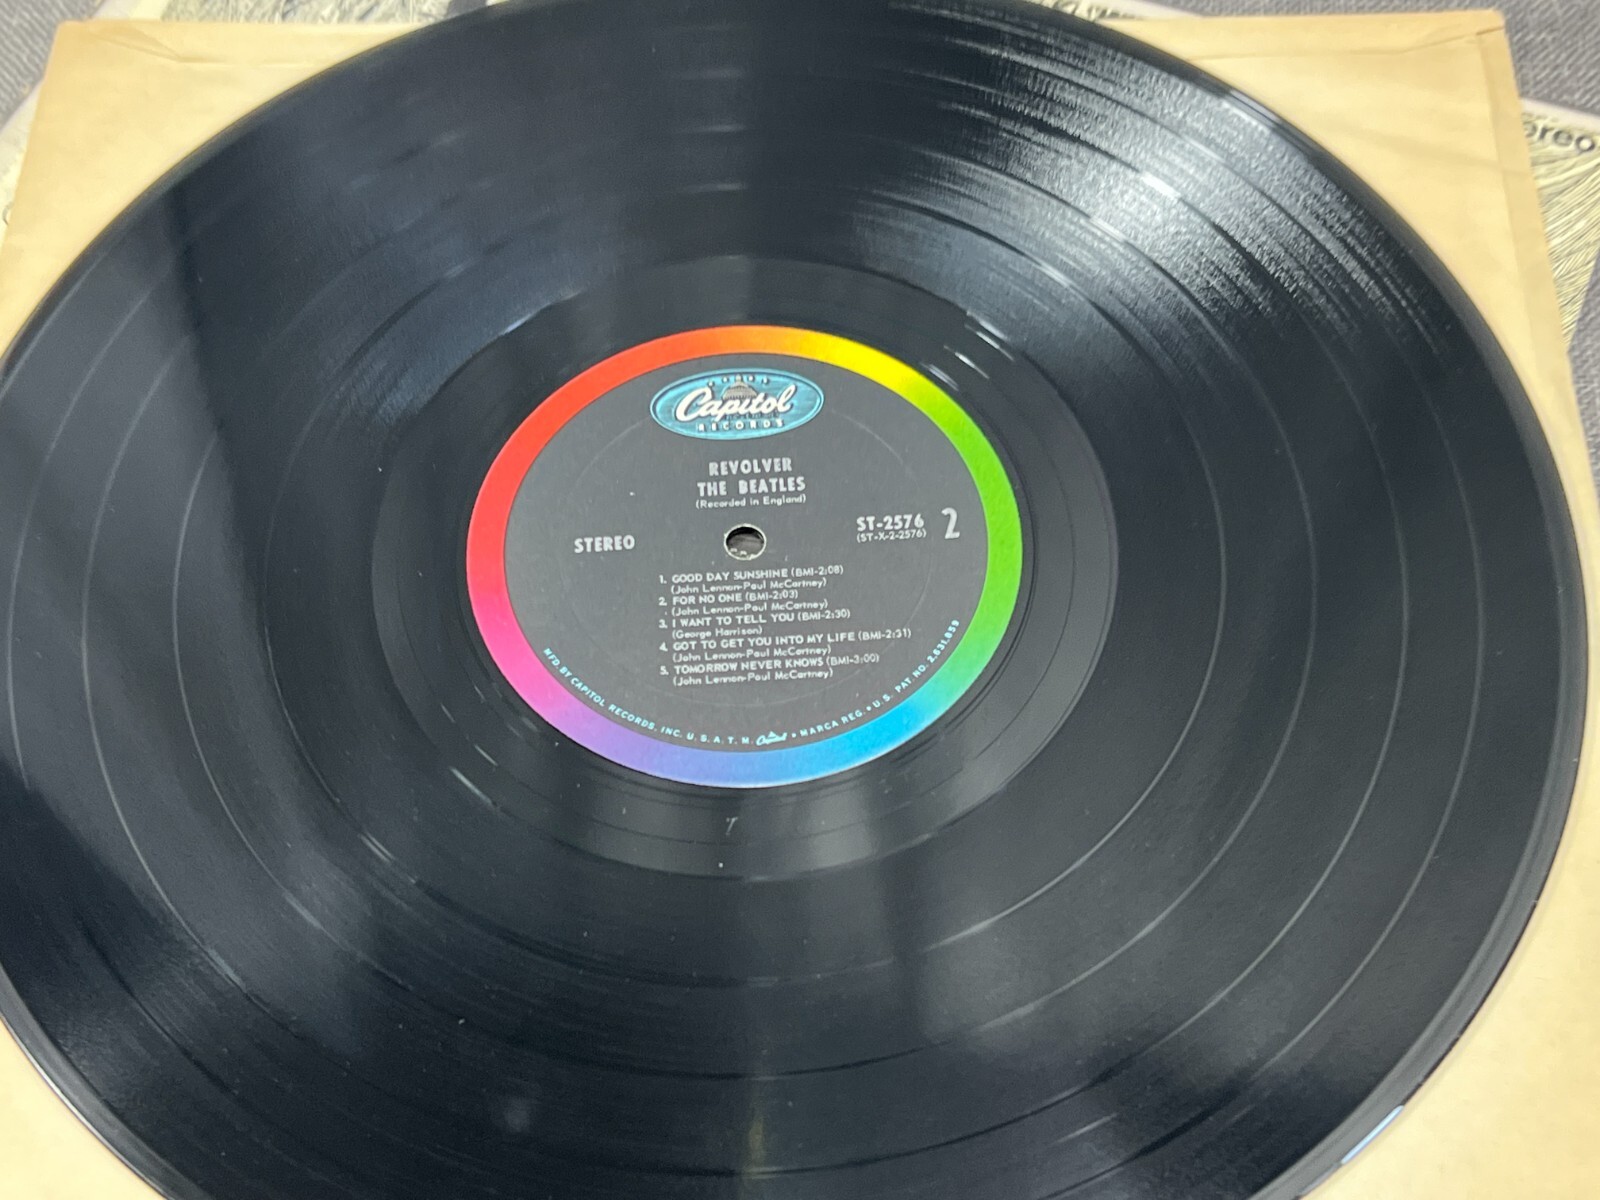 ereo
Capitol
RECORDS
REVOLVER
THE BEATLES
(Recorded in England)
STEREO
ST-2576
(ST-X-2-2576)
2
1. GOOD DAY SUNSHINE (BMI-2:08)
(John Lennon-Paul McCartney)
2. FOR NO ONE (BMI-2:03)
(John Lennon-Paul McCartney)
3. I WANT TO TELL YOU (BMI-2:30)
(George Harrison)
4. GOT TO GET YOU INTO MY LIFE (BMI-2:31)
(John Lennon-Paul McCartney)
5. TOMORROW NEVER KNOWS (BMI-3:00)
(John Lennon-Paul McCartney)
MFD. BY CAPITOL RECORDS, INC. U. S. A. T. M. Capitol • MARCA REG. • U. S. PAT. NO. 2,631,859